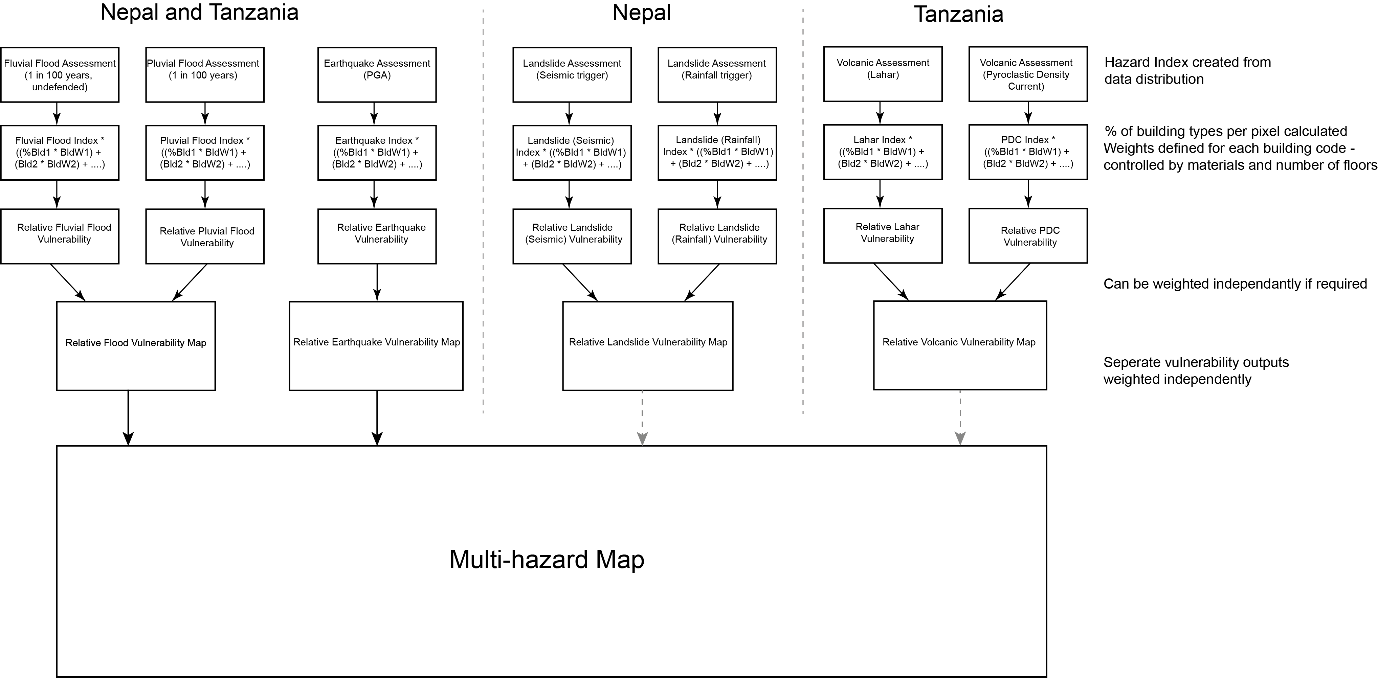 Nepal and Tanzania
Nepal
Tanzania
Fluvial Flood Assessment
(1 in 100 years,
undefended)
Pluvial Flood Assessment
(1 in 100 years)
Earthquake Assessment
(PGA)
Landslide Assessment
(Seismic trigger)
Landslide Assessment
(Rainfall trigger)
Volcanic Assessment
(Lahar)
Volcanic Assessment
(Pyroclastic Density
Current)
Hazard Index created from
data distribution
Fluvial Flood Index *
((%Bld1 * BldW1) +
(Bld2 * BldW2) + ....)
Pluvial Flood Index *
((%Bld1 * BldW1) +
(Bld2 * BldW2) + ....)
Earthquake Index *
((%Bld1 * BldW1) +
(Bld2 * BldW2) + ....)
Landslide (Seismic)
Index * ((%Bld1 * BldW1)
+ (Bld2 * BldW2) + ....)
Landslide (Rainfall)
Index * ((%Bld1 * BldW1)
+ (Bld2 * BldW2) + ....)
Lahar Index *
((%Bld1 * BldW1) +
(Bld2 * BldW2) + ....)
PDC Index *
((%Bld1 * BldW1) +
(Bld2 * BldW2) + ....)
% of building types per pixel calculated
Weights defined for each building code -
controlled by materials and number of floors
Relative Fluvial Flood
Vulnerability
Relative Pluvial Flood
Vulnerability
Relative Earthquake
Vulnerability
Relative Landslide
(Seismic) Vulnerability
Relative Landslide
(Rainfall) Vulnerability
Relative Lahar
Vulnerability
Relative PDC
Vulnerability
Can be weighted independantly if required
Relative Flood Vulnerability Map
Relative Earthquake Vulnerability Map
Relative Landslide Vulnerability Map
Relative Volcanic Vulnerability Map
Seperate vulnerability outputs
weighted independently
Multi-hazard Map